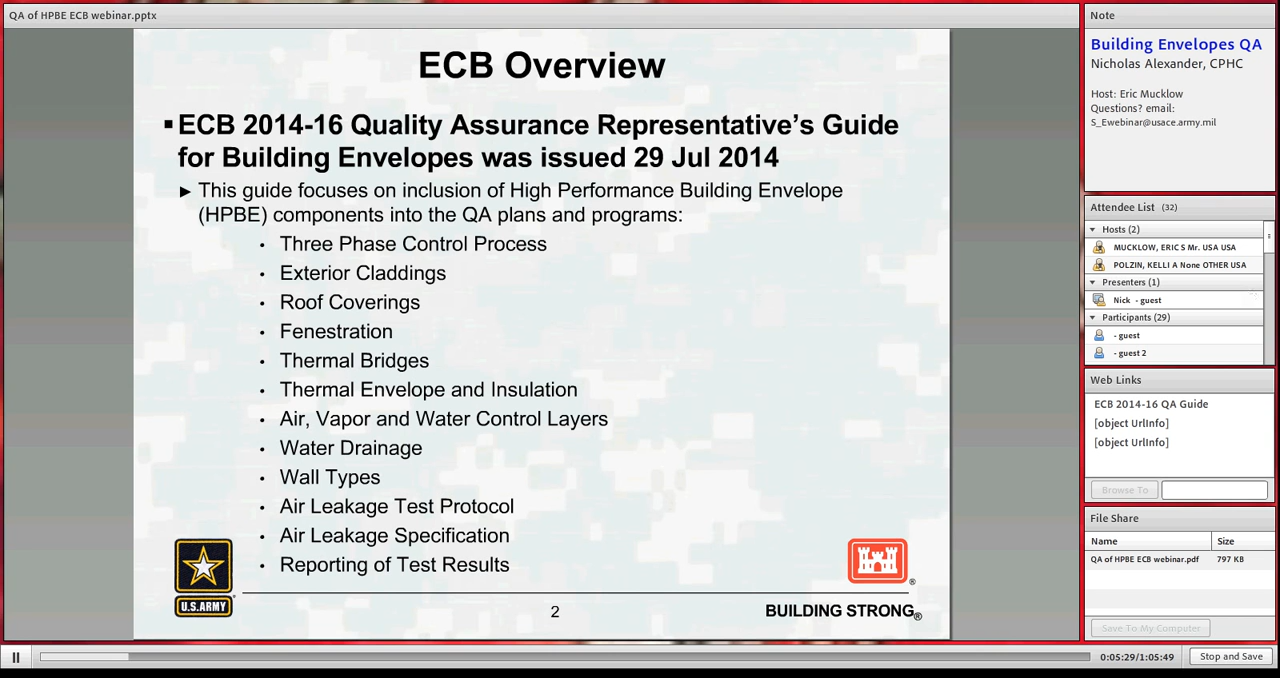 QA of HPBE ECB webinar.pptx
ECB Overview
▪ECB 2014-16 Quality Assurance Representative's Guide
for Building Envelopes was issued 29 Jul 2014
► This guide focuses on inclusion of High Performance Building Envelope
(HPBE) components into the QA plans and programs:
• Three Phase Control Process
• Exterior Claddings
• Roof Coverings
• Fenestration
• Thermal Bridges
• Thermal Envelope and Insulation
• Air, Vapor and Water Control Layers
• Water Drainage
• Wall Types
• Air Leakage Test Protocol
• Air Leakage Specification
• Reporting of Test Results
U.S.ARMY
2
BUILDING STRONG®
Note
Building Envelopes QA
Nicholas Alexander, CPHC
Host: Eric Mucklow
Questions? email:
S_Ewebinar@usace.army.mil
Attendee List (32)
Hosts (2)
MUCKLOW, ERIC S Mr. USA USA
POLZIN, KELLI A None OTHER USA
Presenters (1)
Nick - guest
Participants (29)
- guest
- guest 2
Web Links
ECB 2014-16 QA Guide
[object UrlInfo]
[object UrlInfo]
Browse To
File Share
Name Size
QA of HPBE ECB webinar.pdf 797 KB
Save To My Computer
0:05:29/1:05:49
Stop and Save